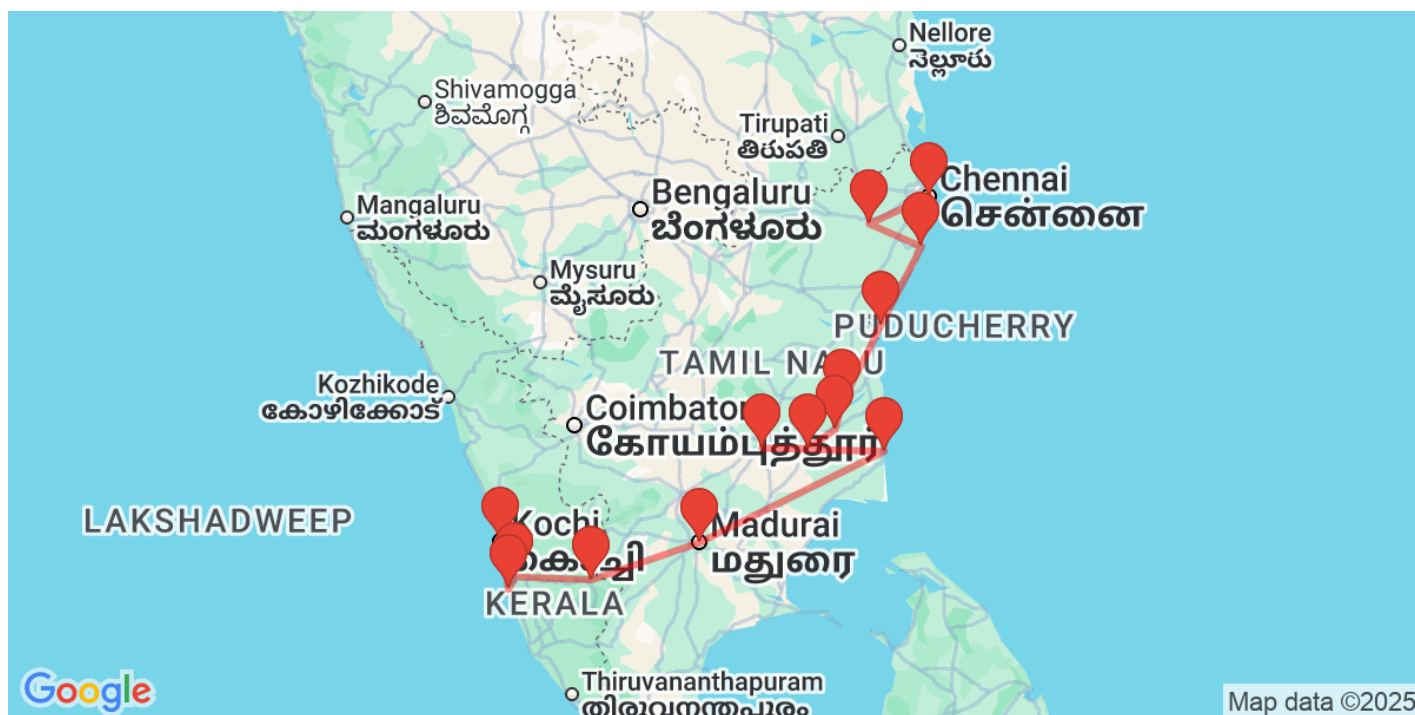 Nellore
నెల్లూరు
Shivamogga
ಶಿವಮೊಗ್ಗ
Tirupati
తిరుపతి
Chennai
சென்னை
Bengaluru
ಬೆಂಗಳೂರು
Mangaluru
ಮಂಗಳೂರು
Mysuru
ಮೈಸೂರು
PUDUCHERRY
TAMIL
Kozhikode
കോഴിക്കോട്
Coimbator
கோயம்புத்தூர்
LAKSHADWEEP
Kochi
Madurai
மதுரை
KERALA
Thiruvananthapuram
Google
Map data ©2025